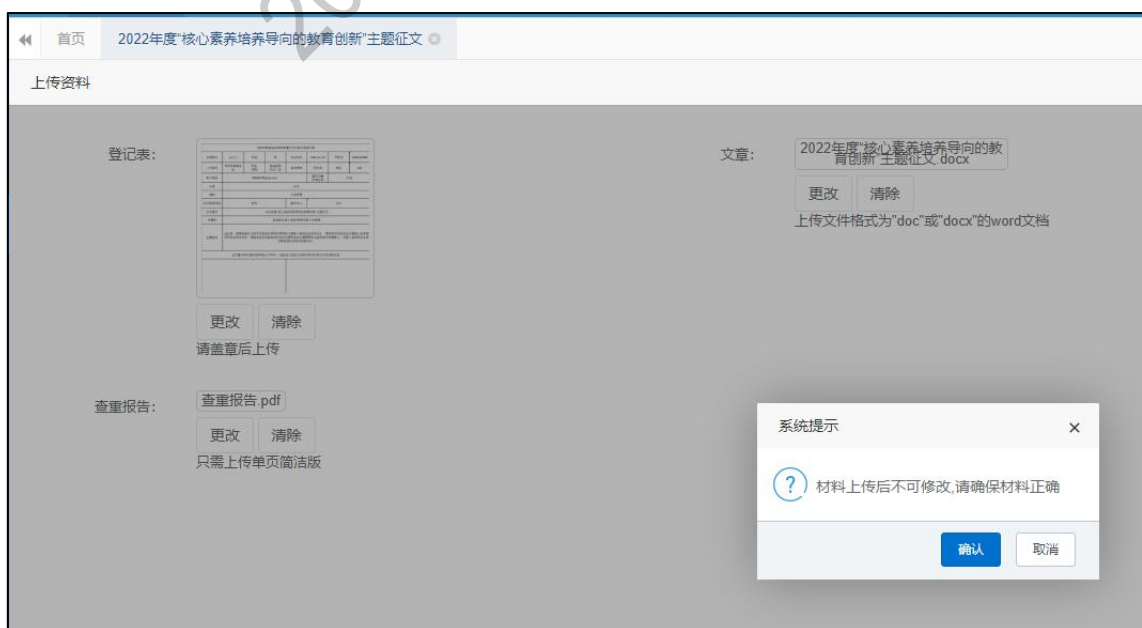 首页
2022年度“核心素养培养导向的教育创新”主题征文
上传资料
登记表:
更改
清除
请盖章后上传
文章:
2022年度“核心素养培养导向的教
育创新”主题征文.docx
更改
清除
上传文件格式为"doc"或"docx"的word文档
查重报告:
查重报告.pdf
更改
清除
只需上传单页简洁版
系统提示
材料上传后不可修改,请确保材料正确
确认
取消